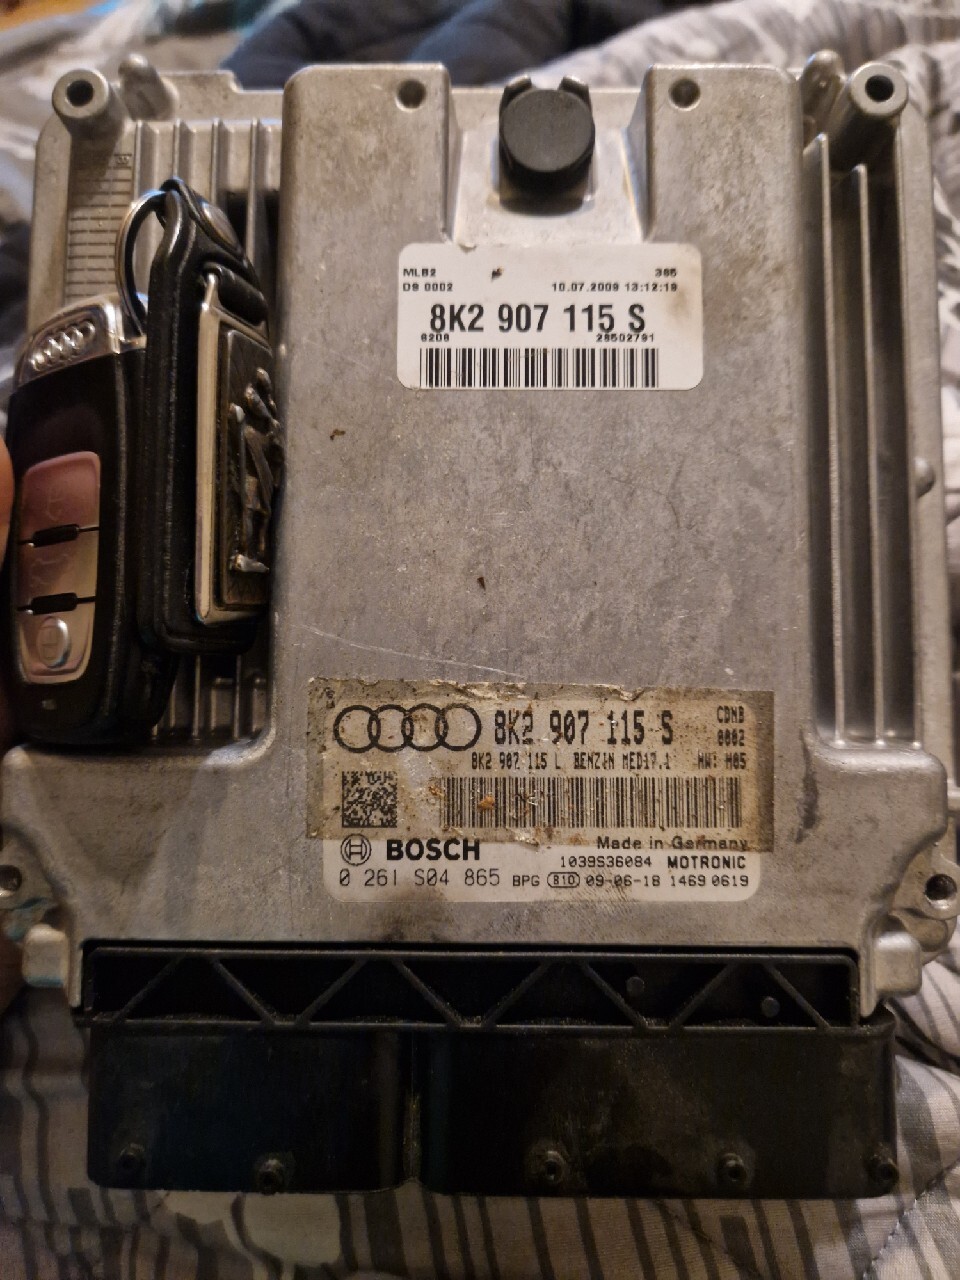 MLB2 385
D9 0002 10.07.2009 13:12:19
8K2 907 115 S
6208 28502791
8K2 907 115 S CDNB
0002
8K2 907 115 L BENZIN MED17.1 HW: H05
BOSCH Made in Germany
1039S36084 MOTRONIC
0 261 S04 865 BPG 810 09-06-18 1469 0619